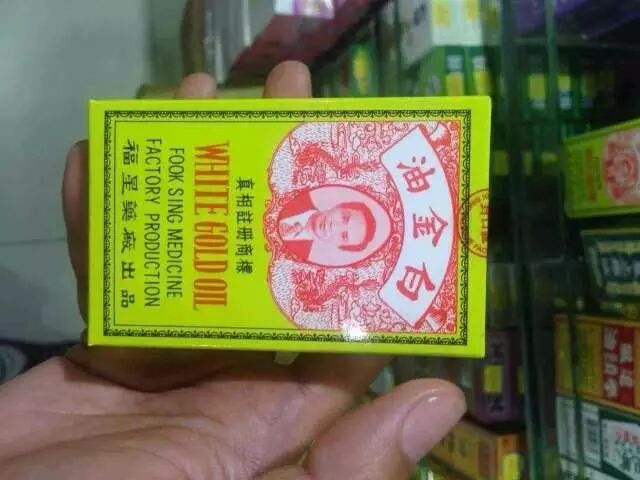 白金油
真相註册商標
WHITE GOLD OIL
FOOK SING MEDICINE
FACTORY PRODUCTION
福星藥廠出品